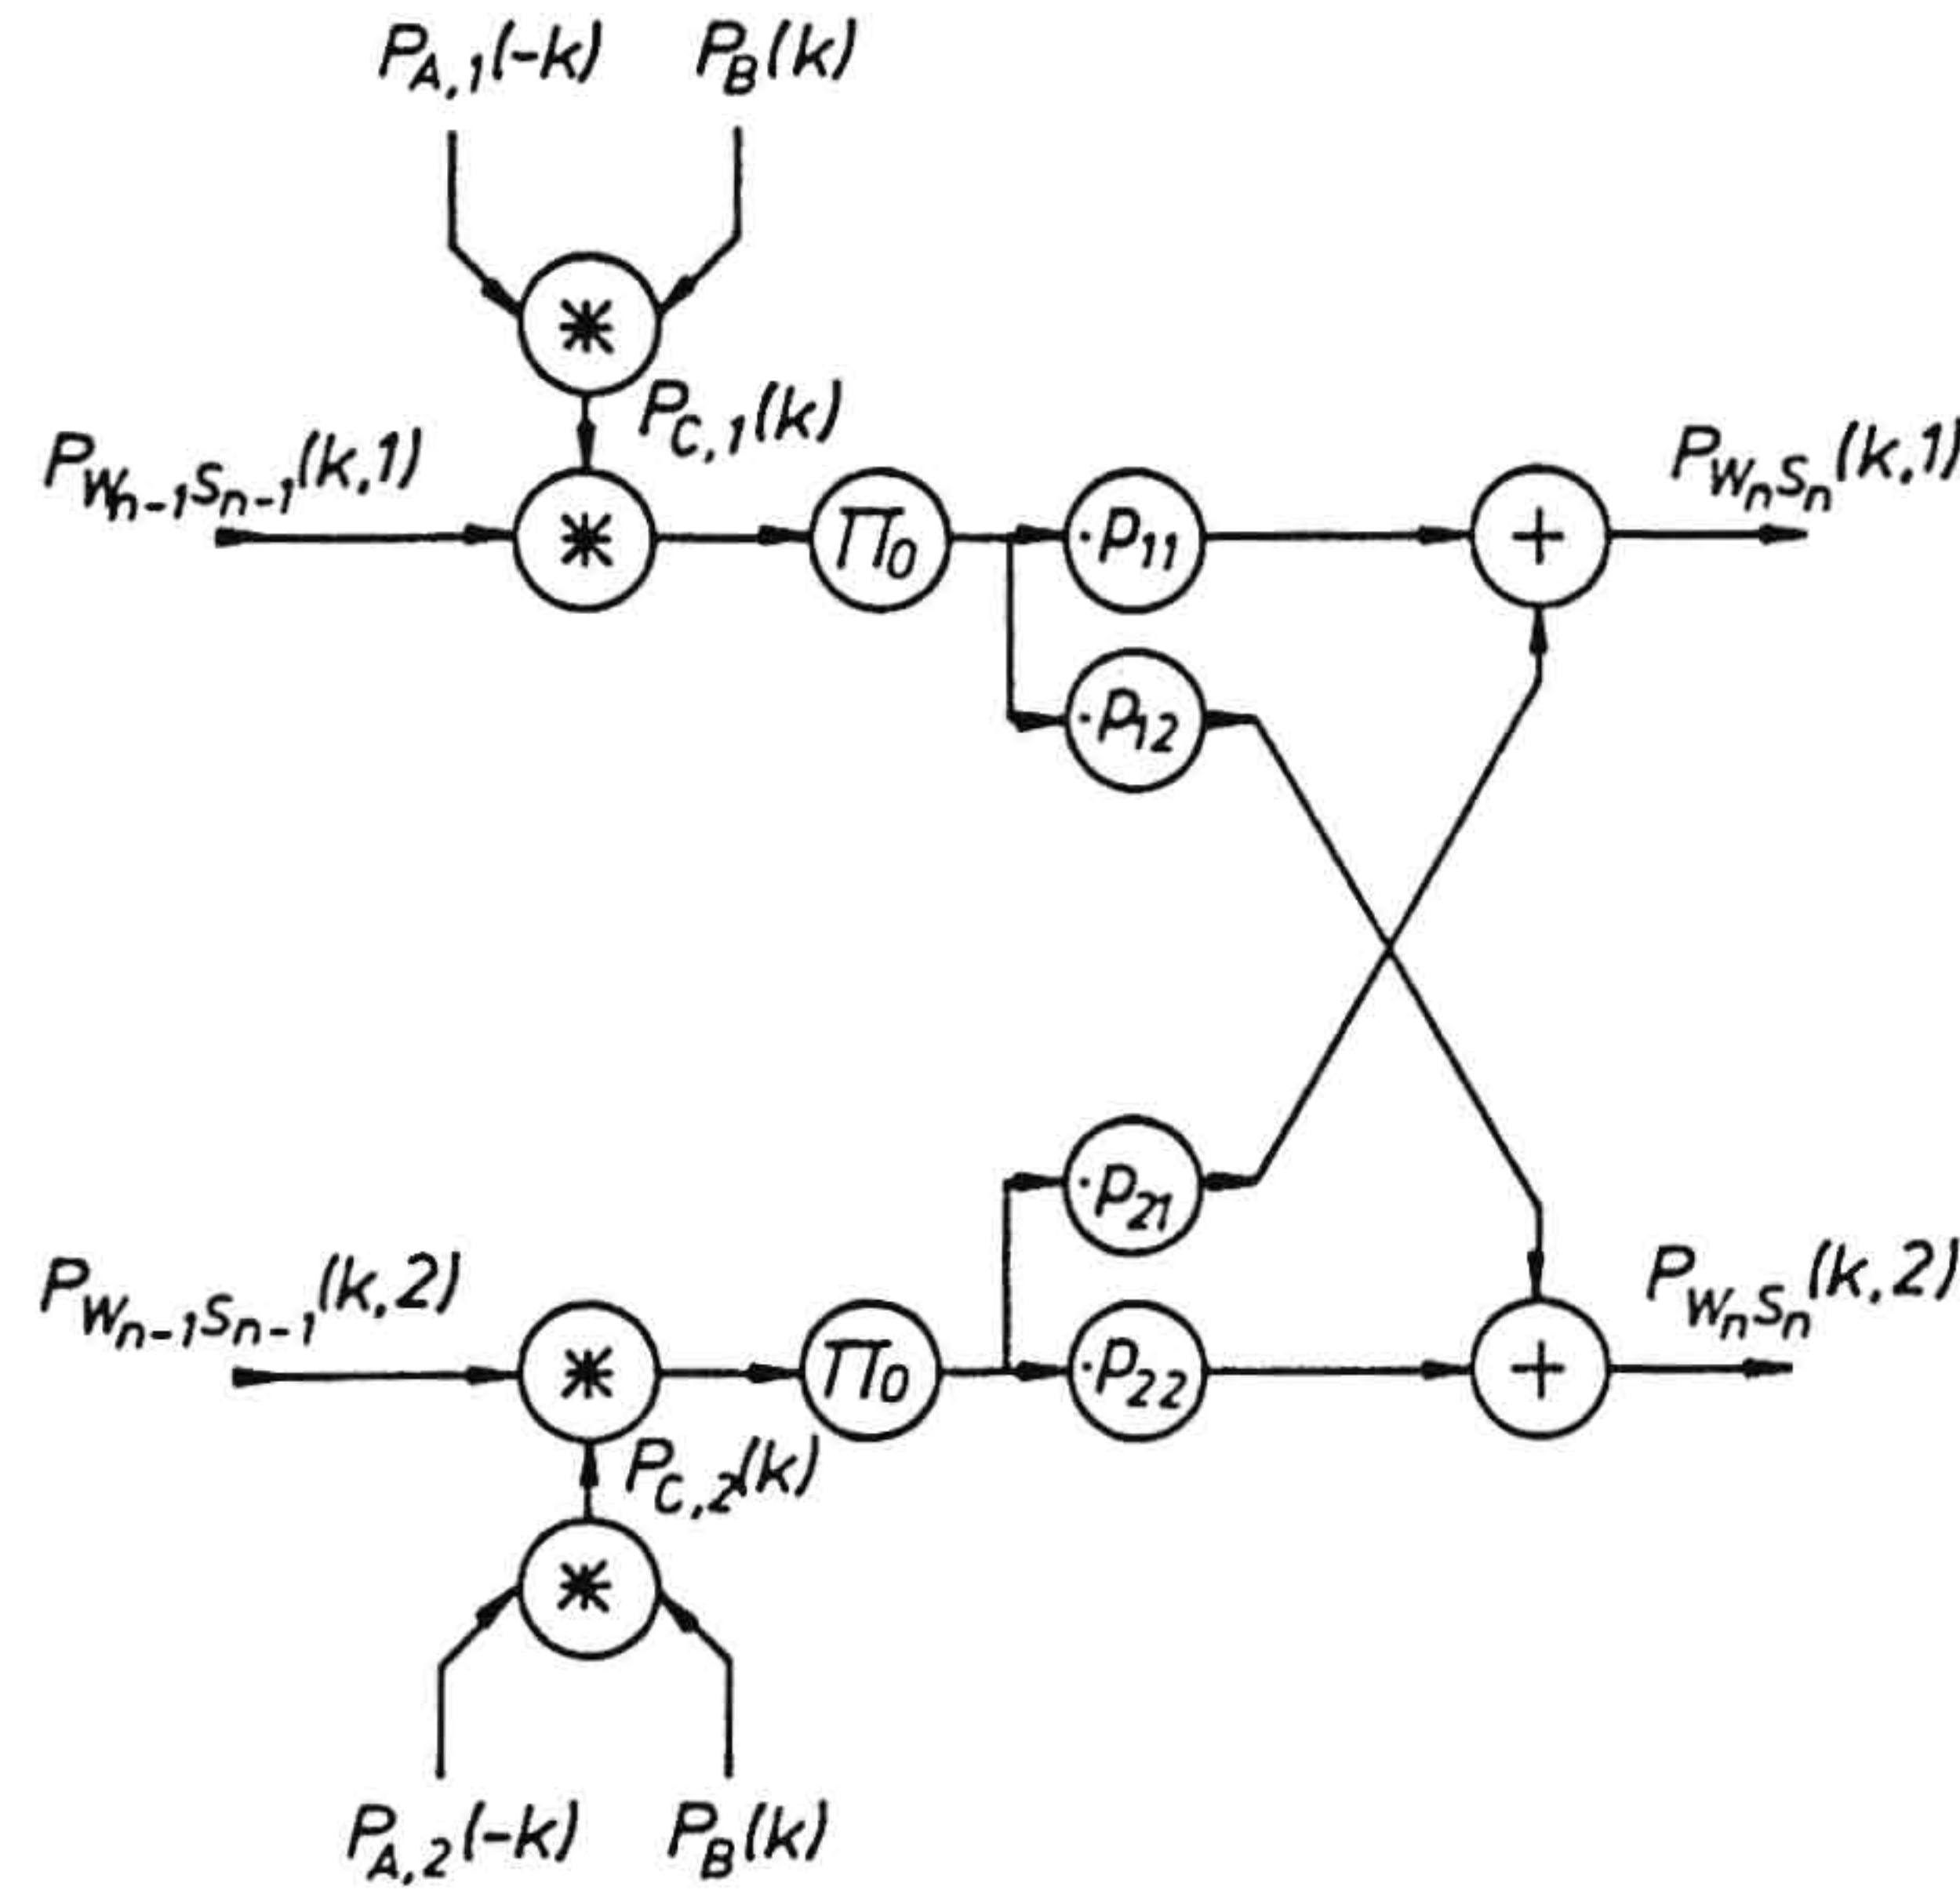 P_{A,1}(-k) P_B(k)
*
P_{C,1}(k)
P_{W_{n-1}S_{n-1}}(k,1)
P_{W_nS_n}(k,1)
* Π_0 ·p_{11} +
·p_{12}
·p_{21}
P_{W_{n-1}S_{n-1}}(k,2)
P_{W_nS_n}(k,2)
* Π_0 ·p_{22} +
P_{C,2}(k)
*
P_{A,2}(-k) P_B(k)